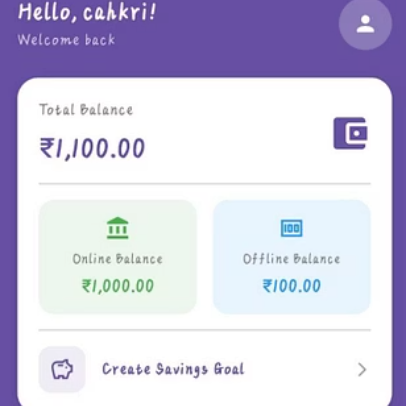 Hello, cahkri!
Welcome back
Total Balance
₹1,100.00
Online Balance
₹1,000.00
100
Offline Balance
₹100.00
Create Savings Goal